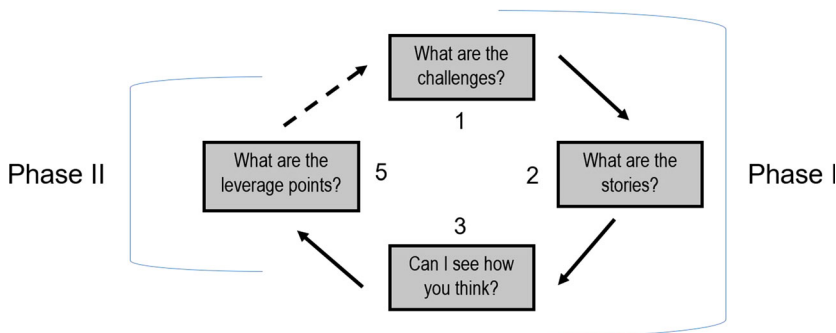 What are the
challenges?
1
Phase II
What are the
leverage points?
5
2
What are the
stories?
Phase I
3
Can I see how
you think?